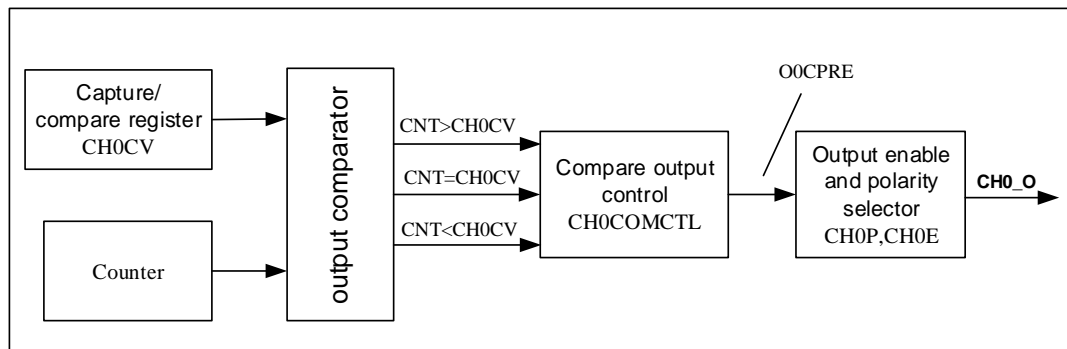 Capture/
compare register
CH0CV
Counter
output comparator
CNT>CH0CV
CNT=CH0CV
CNT<CH0CV
Compare output
control
CH0COMCTL
O0CPRE
Output enable
and polarity
selector
CH0P,CH0E
CH0_O